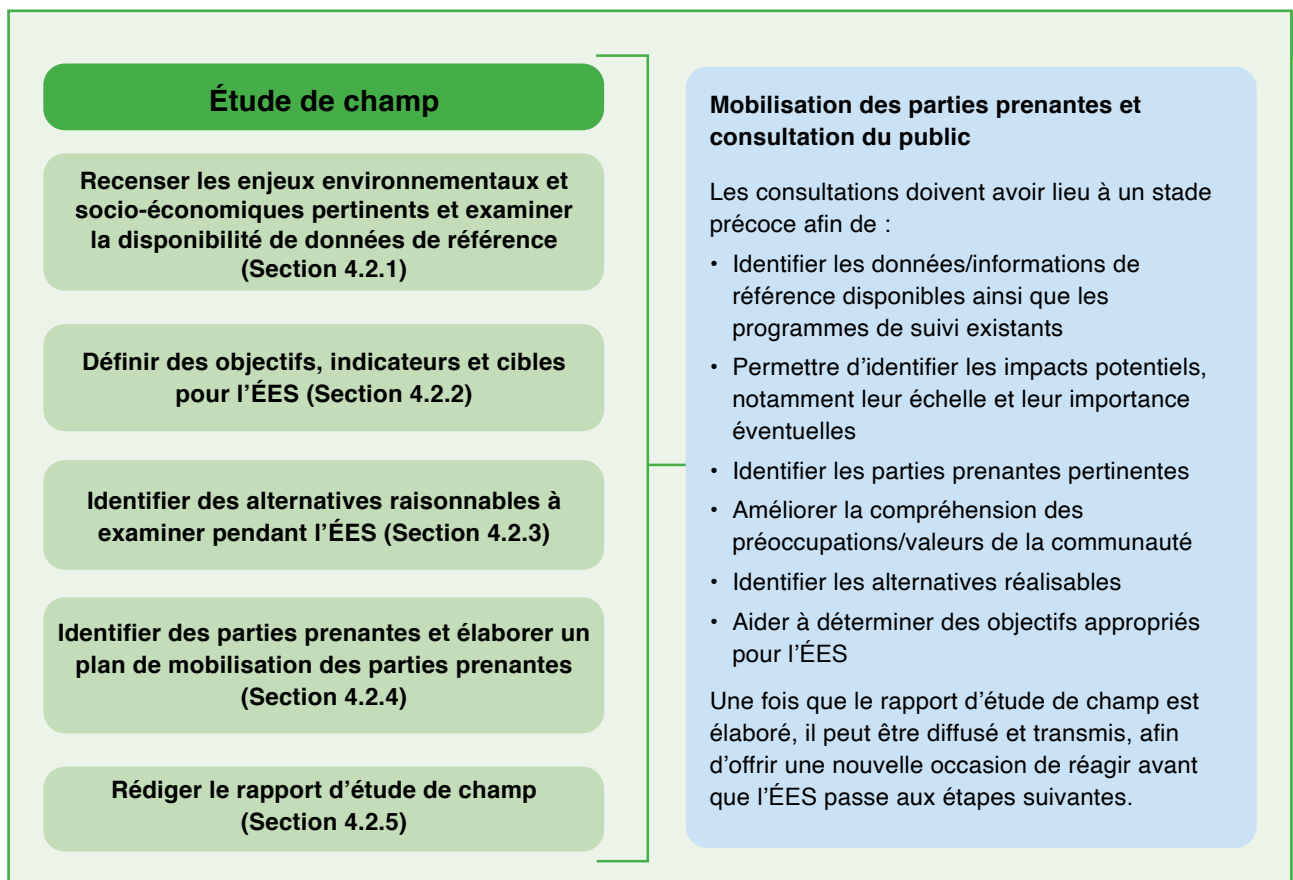 Étude de champ
Recenser les enjeux environnementaux et
socio-économiques pertinents et examiner
la disponibilité de données de référence
(Section 4.2.1)
Définir des objectifs, indicateurs et cibles
pour l’ÉES (Section 4.2.2)
Identifier des alternatives raisonnables à
examiner pendant l’ÉES (Section 4.2.3)
Identifier des parties prenantes et élaborer un
plan de mobilisation des parties prenantes
(Section 4.2.4)
Rédiger le rapport d’étude de champ
(Section 4.2.5)
Mobilisation des parties prenantes et
consultation du public
Les consultations doivent avoir lieu à un stade
précoce afin de :
• Identifier les données/informations de
référence disponibles ainsi que les
programmes de suivi existants
• Permettre d’identifier les impacts potentiels,
notamment leur échelle et leur importance
éventuelles
• Identifier les parties prenantes pertinentes
• Améliorer la compréhension des
préoccupations/valeurs de la communauté
• Identifier les alternatives réalisables
• Aider à déterminer des objectifs appropriés
pour l’ÉES
Une fois que le rapport d’étude de champ est
élaboré, il peut être diffusé et transmis, afin
d’offrir une nouvelle occasion de réagir avant
que l’ÉES passe aux étapes suivantes.